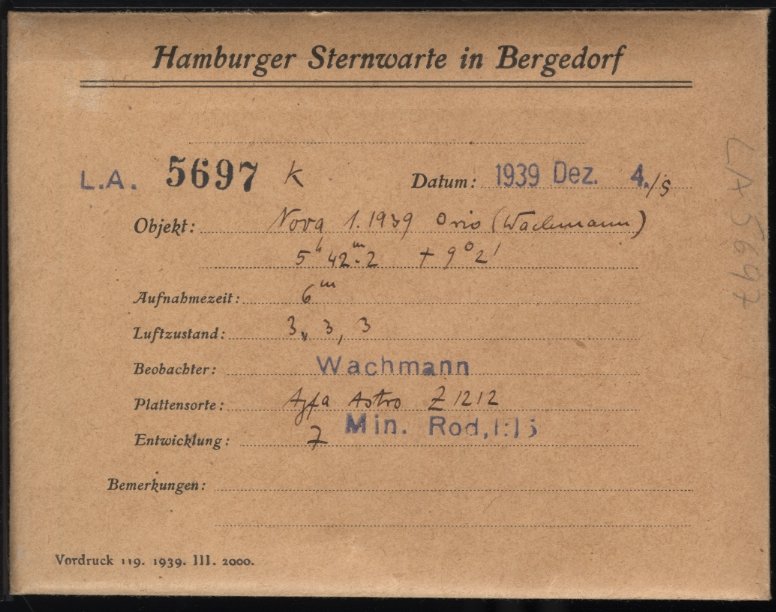 Hamburger Sternwarte in Bergedorf
L.A. 5697 K Datum: 1939 Dez. 4./5
Objekt: Nova 1.1939 Orio (Wachmann)
5h 42m.2 + 9° 2'
Aufnahmezeit: 6m
Luftzustand: 3, 3, 3
Beobachter: Wachmann
Plattensorte: Agfa Astro Z 1212
Entwicklung: 7 Min. Rod, 1:15
Bemerkungen:
Vordruck 119. 1939. III. 2000.
LA 5697